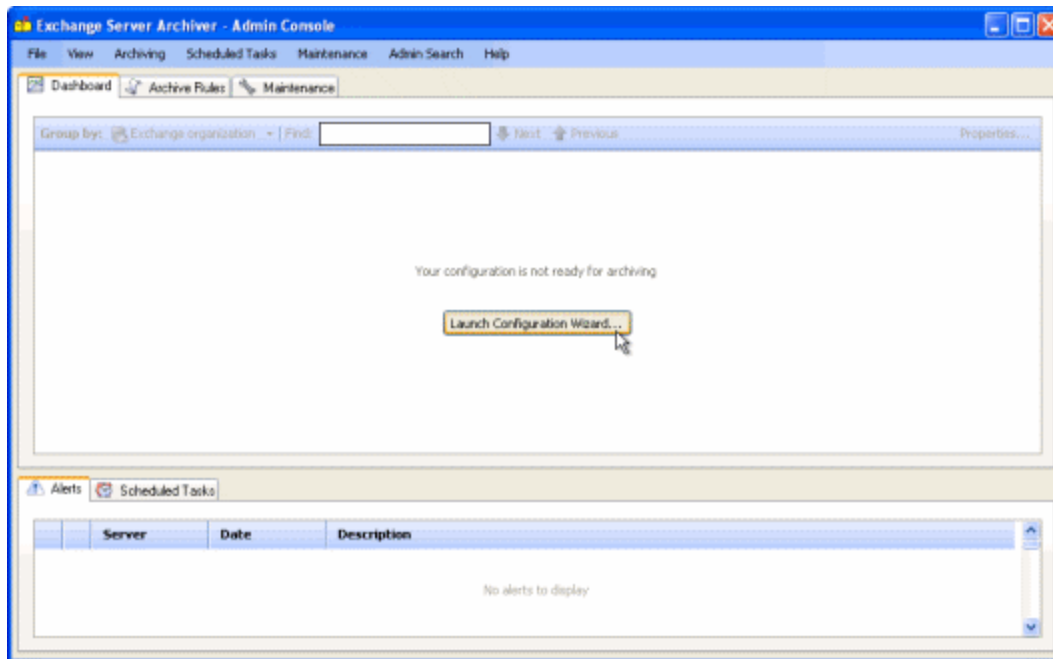 Exchange Server Archiver - Admin Console
File View Archiving Scheduled Tasks Maintenance Admin Search Help
Dashboard Archive Rules Maintenance
Group by: Exchange organization Find: Next Previous Properties...
Your configuration is not ready for archiving
Launch Configuration Wizard...
Alerts Scheduled Tasks
Server Date Description
No alerts to display